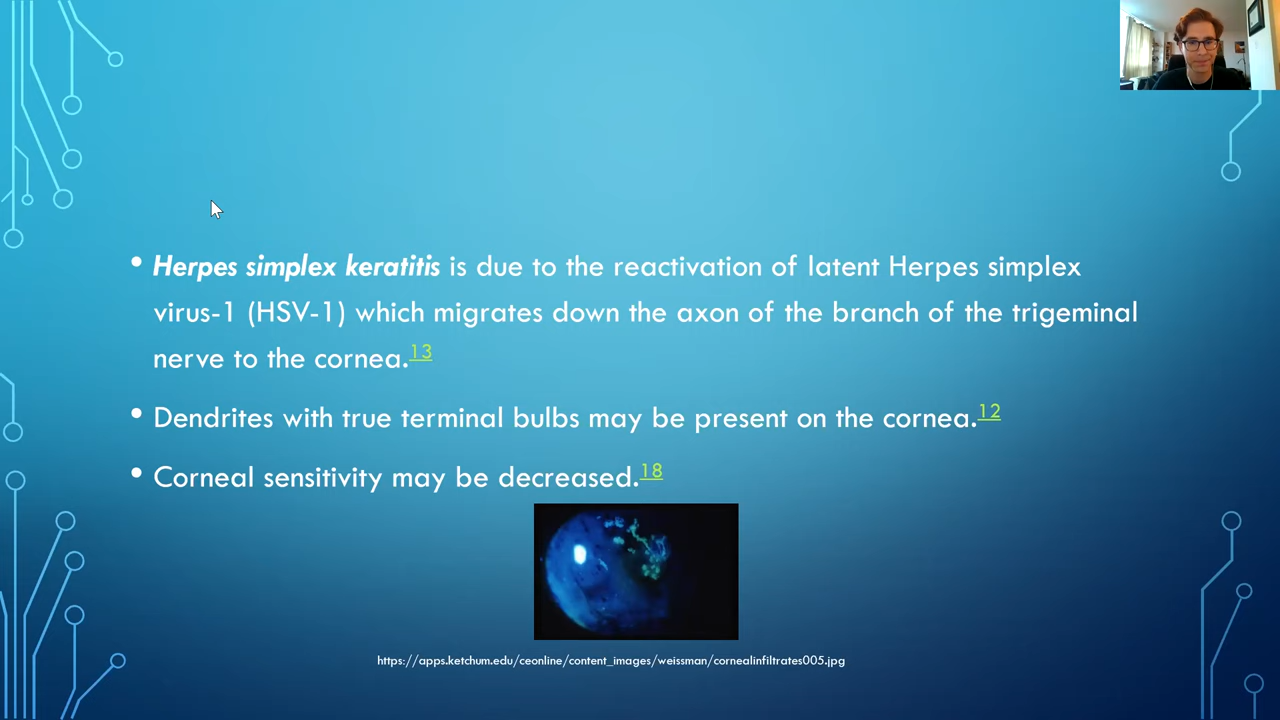 • Herpes simplex keratitis is due to the reactivation of latent Herpes simplex
virus-1 (HSV-1) which migrates down the axon of the branch of the trigeminal
nerve to the cornea.13
• Dendrites with true terminal bulbs may be present on the cornea.12
• Corneal sensitivity may be decreased.18
https://apps.ketchum.edu/ceonline/content_images/weissman/cornealinfiltrates005.jpg